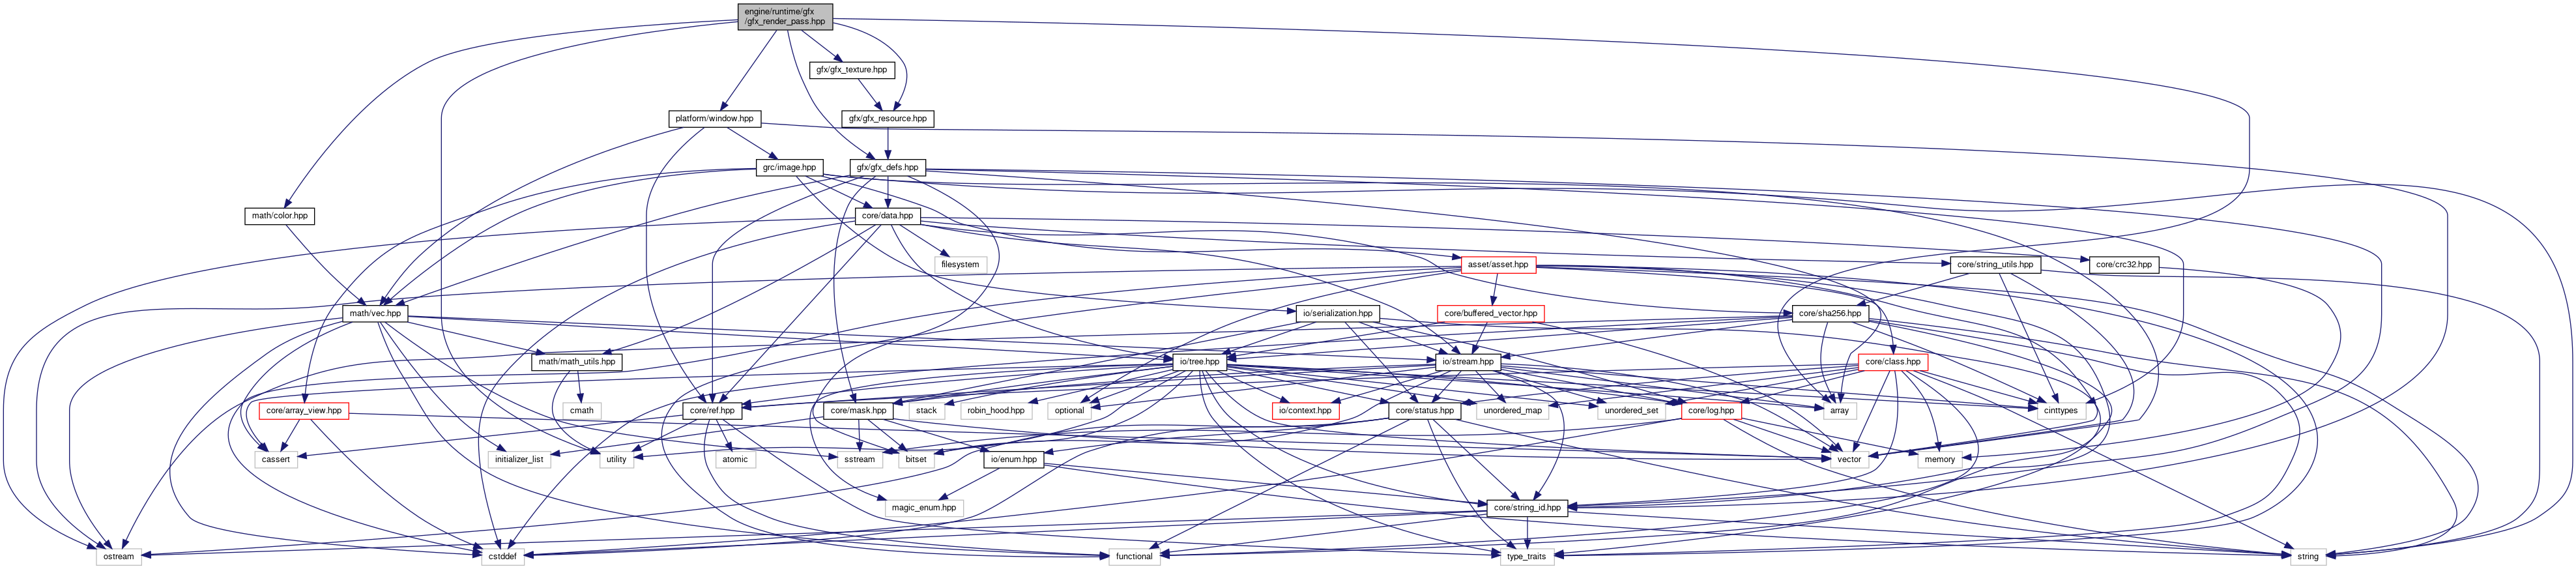 engine/runtime/gfx
/gfx_render_pass.hpp
gfx/gfx_texture.hpp
platform/window.hpp
gfx/gfx_resource.hpp
grc/image.hpp
gfx/gfx_defs.hpp
math/color.hpp
core/data.hpp
filesystem
asset/asset.hpp
core/string_utils.hpp
core/crc32.hpp
math/vec.hpp
io/serialization.hpp
core/buffered_vector.hpp
core/sha256.hpp
math/math_utils.hpp
io/tree.hpp
io/stream.hpp
core/class.hpp
core/array_view.hpp
cmath
core/ref.hpp
core/mask.hpp
stack
robin_hood.hpp
optional
io/context.hpp
core/status.hpp
unordered_map
unordered_set
core/log.hpp
array
cinttypes
cassert
initializer_list
utility
atomic
sstream
bitset
io/enum.hpp
vector
memory
magic_enum.hpp
core/string_id.hpp
ostream
cstddef
functional
type_traits
string